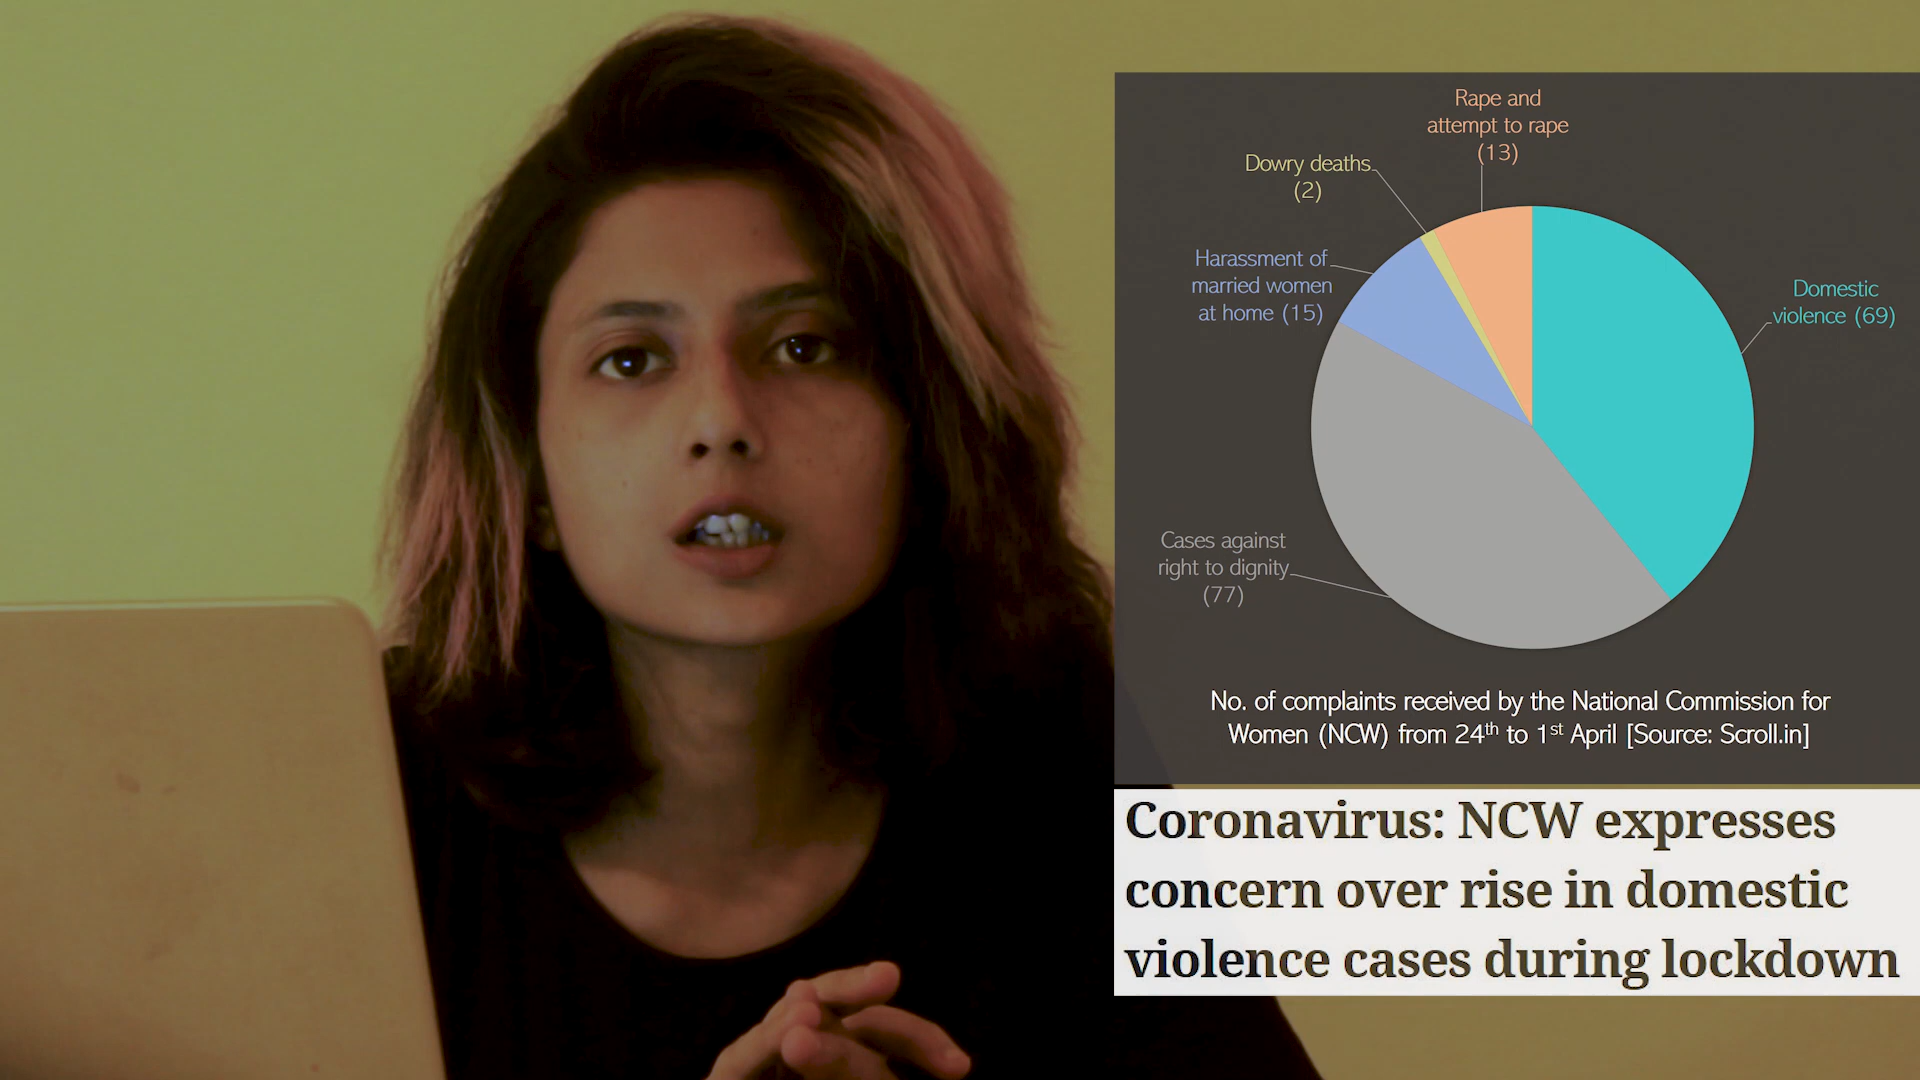 Rape and
attempt to rape
(13)
Dowry deaths
(2)
Harassment of
married women
at home (15)
Domestic
violence (69)
Cases against
right to dignity
(77)
No. of complaints received by the National Commission for
Women (NCW) from 24th to 1st April [Source: Scroll.in]
Coronavirus: NCW expresses
concern over rise in domestic
violence cases during lockdown